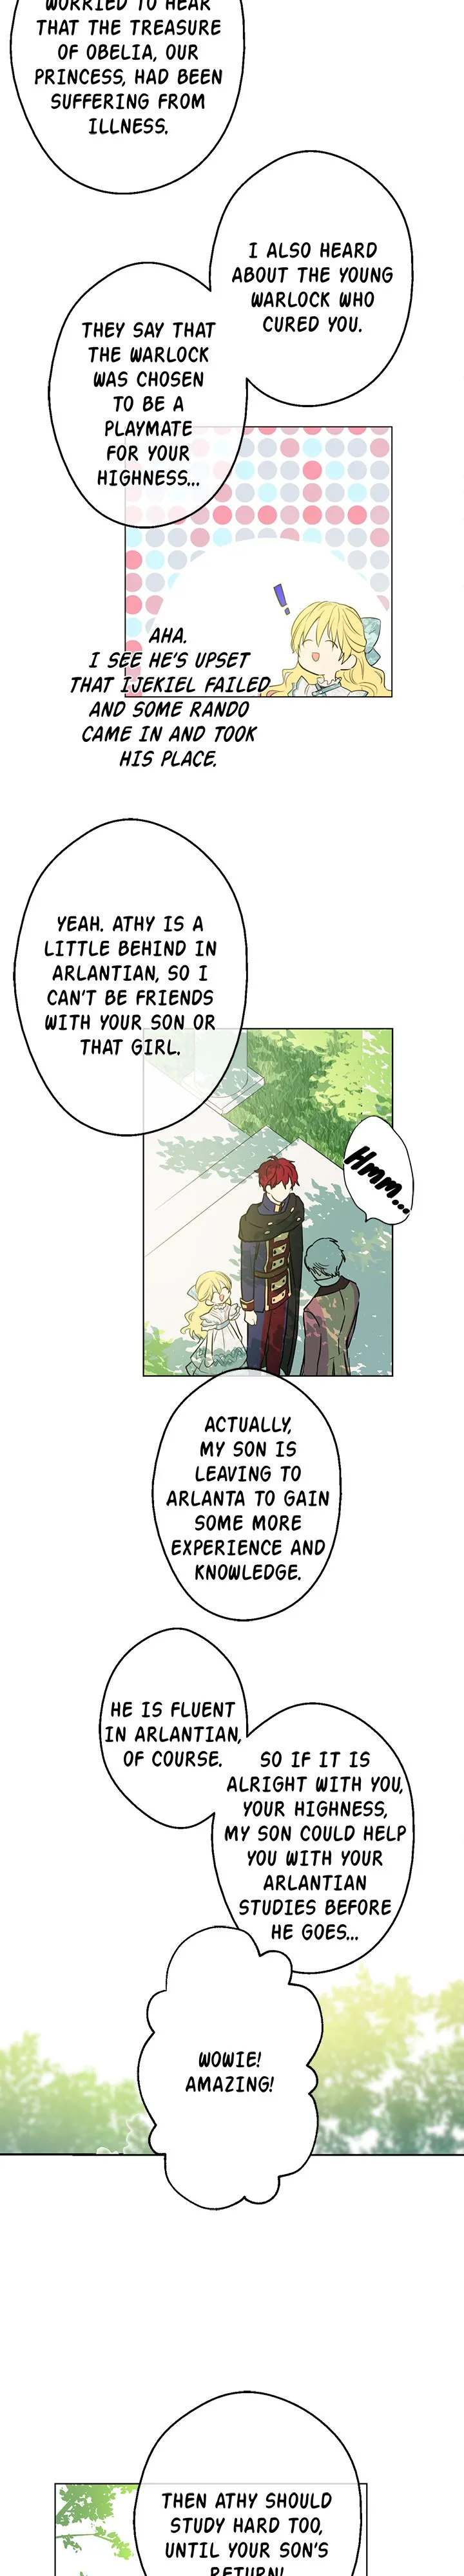 WORRIED TO HEAR
THAT THE TREASURE
OF OBELIA, OUR
PRINCESS, HAD BEEN
SUFFERING FROM
ILLNESS.
I ALSO HEARD
ABOUT THE YOUNG
WARLOCK WHO
CURED YOU.
THEY SAY THAT
THE WARLOCK
WAS CHOSEN
TO BE A
PLAYMATE
FOR YOUR
HIGHNESS...
!
AHA.
I SEE HE'S UPSET
THAT IJEKIEL FAILED
AND SOME RANDO
CAME IN AND TOOK
HIS PLACE.
YEAH. ATHY IS A
LITTLE BEHIND IN
ARLANTIAN, SO I
CAN'T BE FRIENDS
WITH YOUR SON OR
THAT GIRL.
Hmm...
ACTUALLY,
MY SON IS
LEAVING TO
ARLANTA TO GAIN
SOME MORE
EXPERIENCE AND
KNOWLEDGE.
HE IS FLUENT
IN ARLANTIAN,
OF COURSE.
SO IF IT IS
ALRIGHT WITH YOU,
YOUR HIGHNESS,
MY SON COULD HELP
YOU WITH YOUR
ARLANTIAN
STUDIES BEFORE
HE GOES...
WOWIE!
AMAZING!
THEN ATHY SHOULD
STUDY HARD TOO,
UNTIL YOUR SON'S
RETURN!